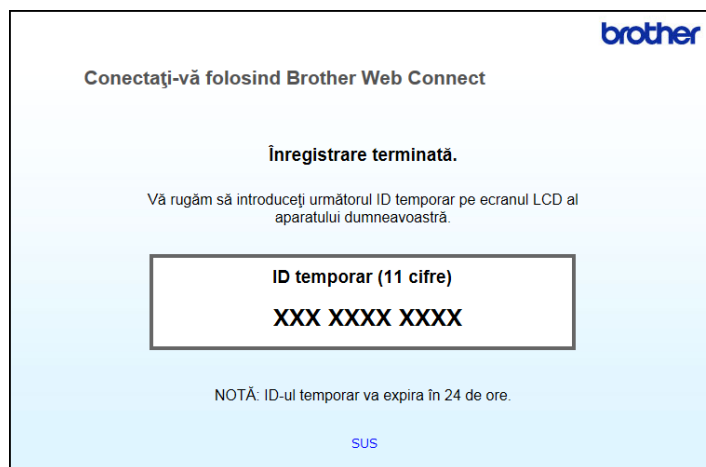 brother
Conectaţi-vă folosind Brother Web Connect
Înregistrare terminată.
Vă rugăm să introduceţi următorul ID temporar pe ecranul LCD al
aparatului dumneavoastră.
ID temporar (11 cifre)
XXX XXXX XXXX
NOTĂ: ID-ul temporar va expira în 24 de ore.
SUS